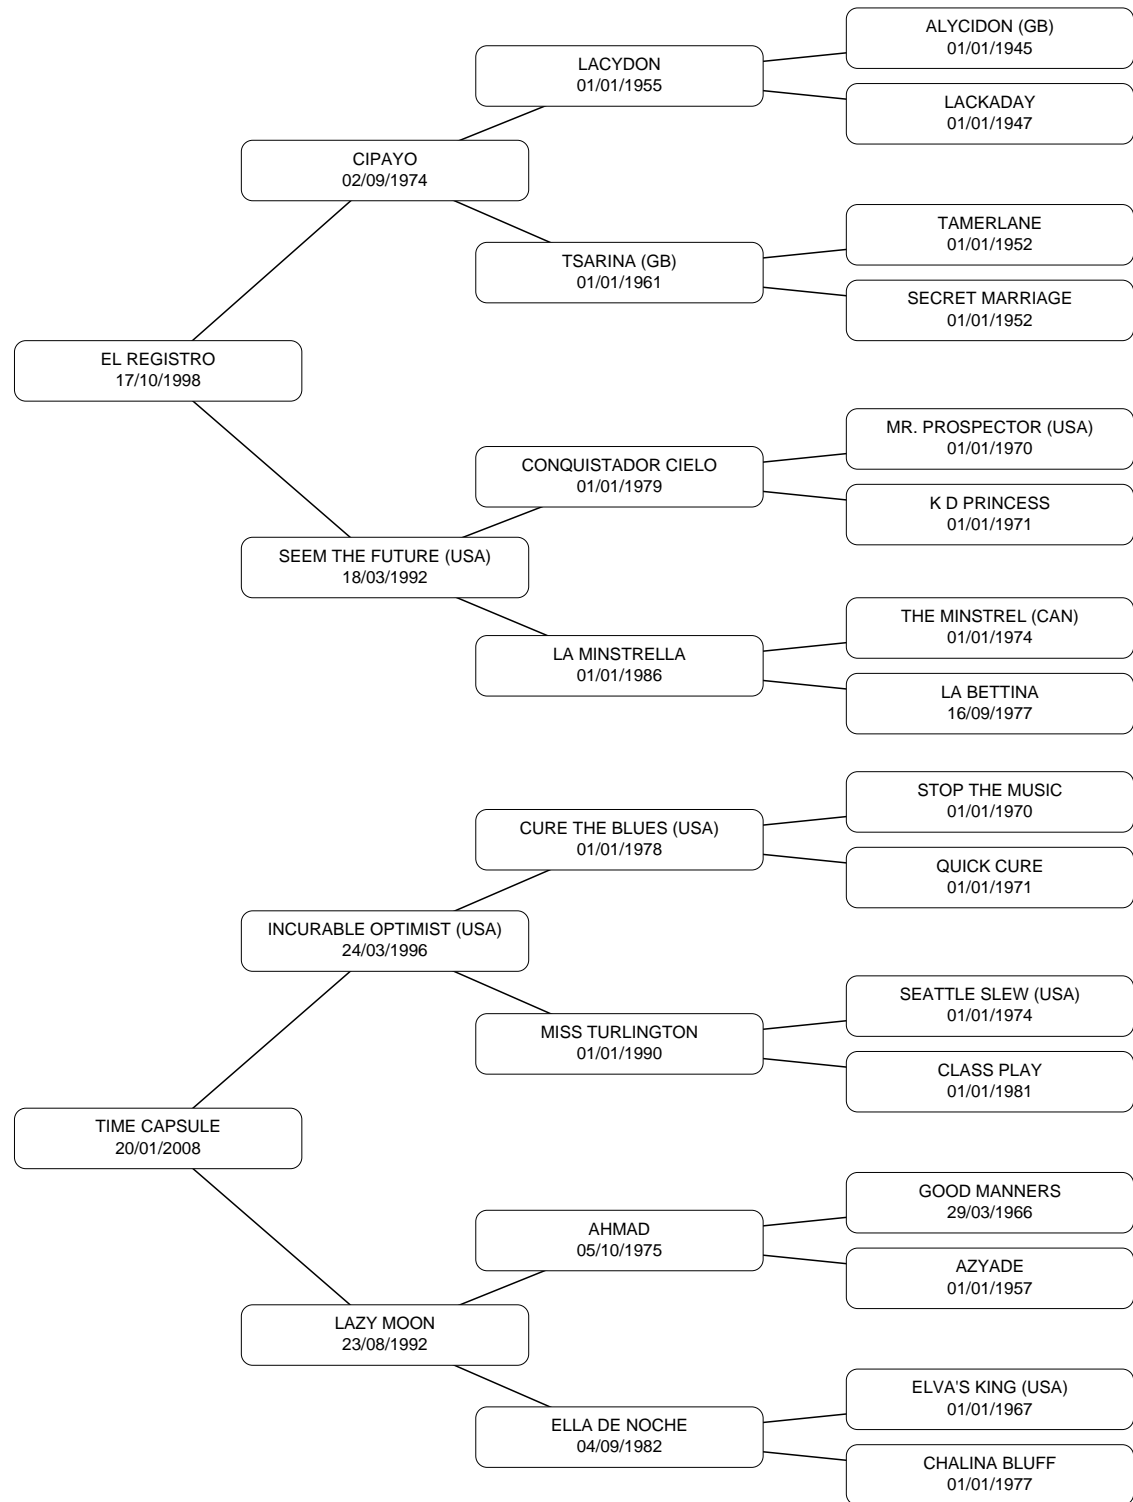 ALYCIDON (GB)
01/01/1945
LACYDON
01/01/1955
LACKADAY
01/01/1947
CIPAYO
02/09/1974
TAMERLANE
01/01/1952
TSARINA (GB)
01/01/1961
SECRET MARRIAGE
01/01/1952
EL REGISTRO
17/10/1998
MR. PROSPECTOR (USA)
01/01/1970
CONQUISTADOR CIELO
01/01/1979
K D PRINCESS
01/01/1971
SEEM THE FUTURE (USA)
18/03/1992
THE MINSTREL (CAN)
01/01/1974
LA MINSTRELLA
01/01/1986
LA BETTINA
16/09/1977
STOP THE MUSIC
01/01/1970
CURE THE BLUES (USA)
01/01/1978
QUICK CURE
01/01/1971
INCURABLE OPTIMIST (USA)
24/03/1996
SEATTLE SLEW (USA)
01/01/1974
MISS TURLINGTON
01/01/1990
CLASS PLAY
01/01/1981
TIME CAPSULE
20/01/2008
GOOD MANNERS
29/03/1966
AHMAD
05/10/1975
AZYADE
01/01/1957
LAZY MOON
23/08/1992
ELVA'S KING (USA)
01/01/1967
ELLA DE NOCHE
04/09/1982
CHALINA BLUFF
01/01/1977